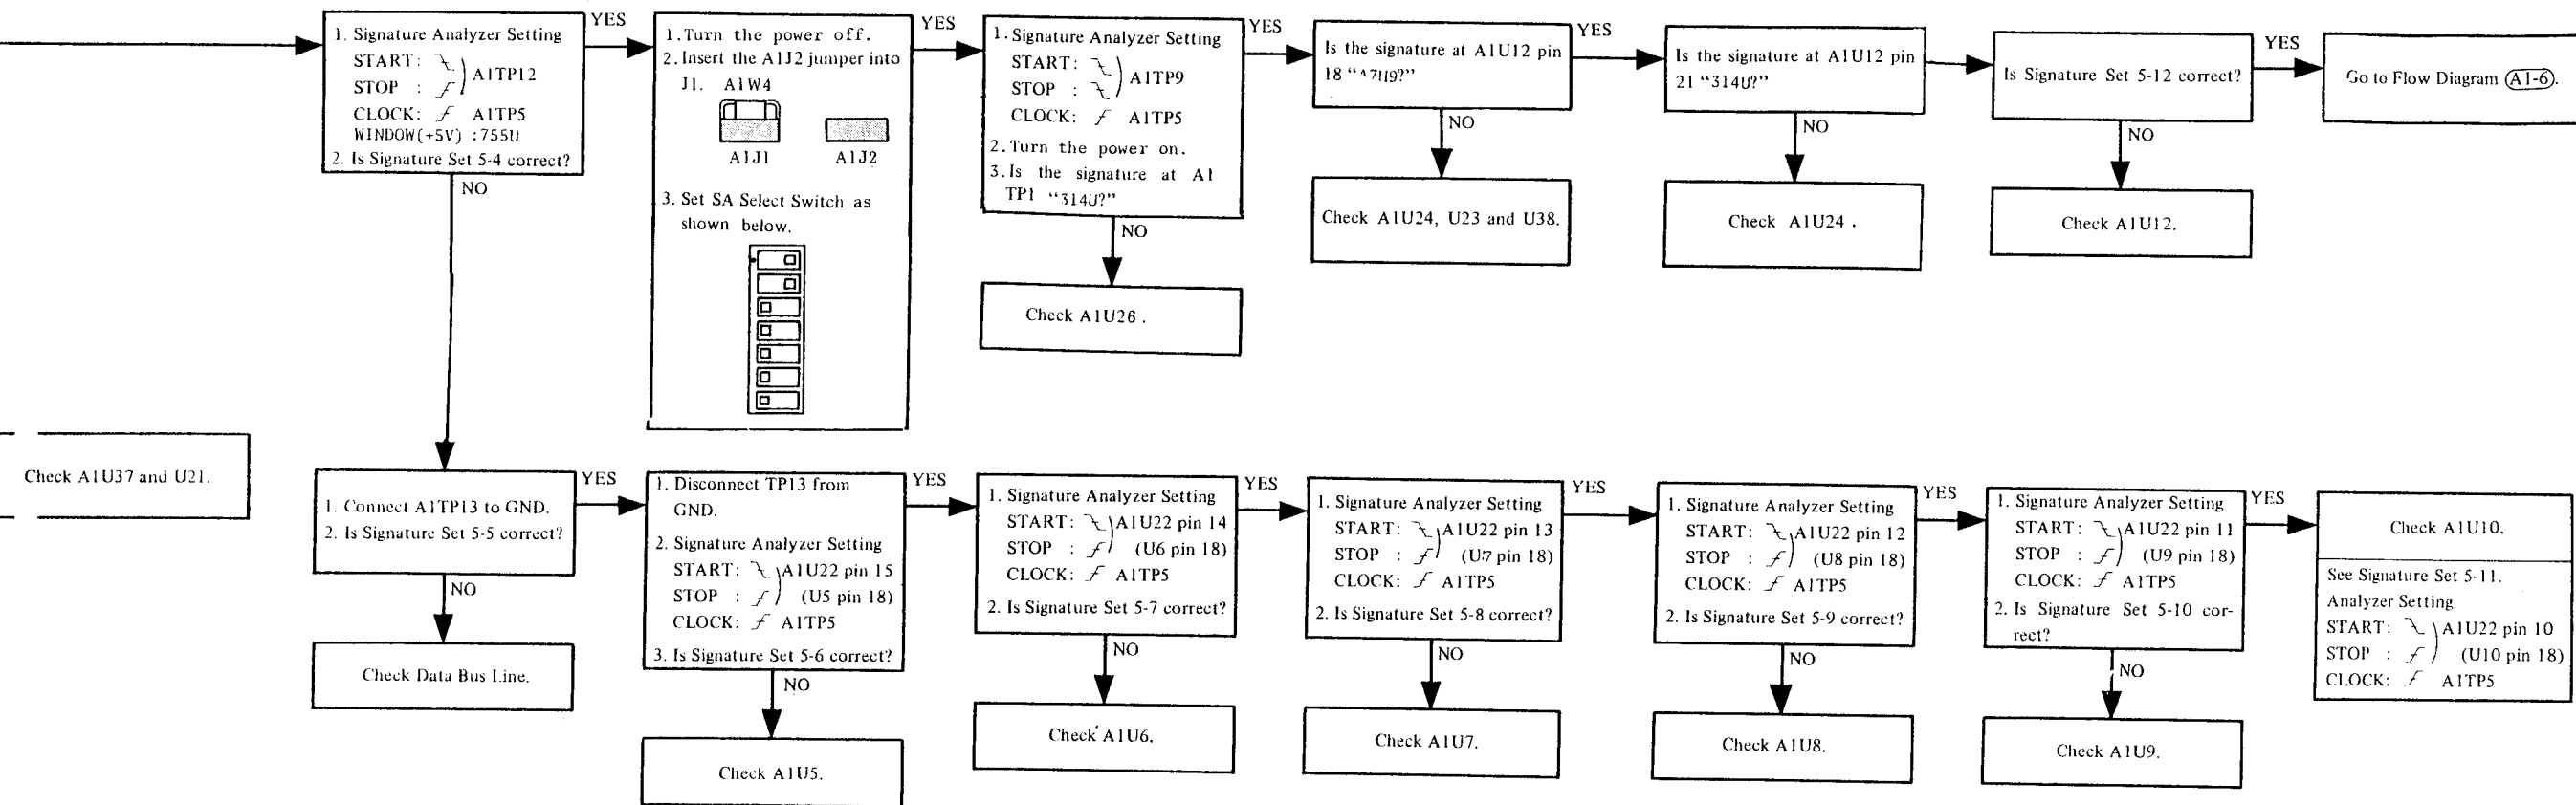 1. Signature Analyzer Setting
START:
A1TP12
STOP :
CLOCK: A1TP5
WINDOW(+5V) :755U
2. Is Signature Set 5-4 correct?
YES
NO
1. Turn the power off.
2. Insert the A1J2 jumper into
J1. A1W4
A1J1 A1J2
3. Set SA Select Switch as
shown below.
YES
1. Signature Analyzer Setting
START:
A1TP9
STOP :
CLOCK: A1TP5
2. Turn the power on.
3. Is the signature at A1
TP1 “314U?”
YES
NO
Check A1U26 .
Is the signature at A1U12 pin
18 “A7H9?”
YES
NO
Check A1U24, U23 and U38.
Is the signature at A1U12 pin
21 “314U?”
NO
Check A1U24 .
Is Signature Set 5-12 correct?
YES
NO
Check A1U12.
Go to Flow Diagram A1-6.
Check A1U37 and U21.
1. Connect A1TP13 to GND.
2. Is Signature Set 5-5 correct?
YES
NO
Check Data Bus Line.
1. Disconnect TP13 from
GND.
2. Signature Analyzer Setting
START: A1U22 pin 15
STOP : (U5 pin 18)
CLOCK: A1TP5
3. Is Signature Set 5-6 correct?
YES
NO
Check A1U5.
1. Signature Analyzer Setting
START: A1U22 pin 14
STOP : (U6 pin 18)
CLOCK: A1TP5
2. Is Signature Set 5-7 correct?
YES
NO
Check A1U6.
1. Signature Analyzer Setting
START: A1U22 pin 13
STOP : (U7 pin 18)
CLOCK: A1TP5
2. Is Signature Set 5-8 correct?
YES
NO
Check A1U7.
1. Signature Analyzer Setting
START: A1U22 pin 12
STOP : (U8 pin 18)
CLOCK: A1TP5
2. Is Signature Set 5-9 correct?
YES
NO
Check A1U8.
1. Signature Analyzer Setting
START: A1U22 pin 11
STOP : (U9 pin 18)
CLOCK: A1TP5
2. Is Signature Set 5-10 cor-
rect?
YES
NO
Check A1U9.
Check A1U10.
See Signature Set 5-11.
Analyzer Setting
START: A1U22 pin 10
STOP : (U10 pin 18)
CLOCK: A1TP5